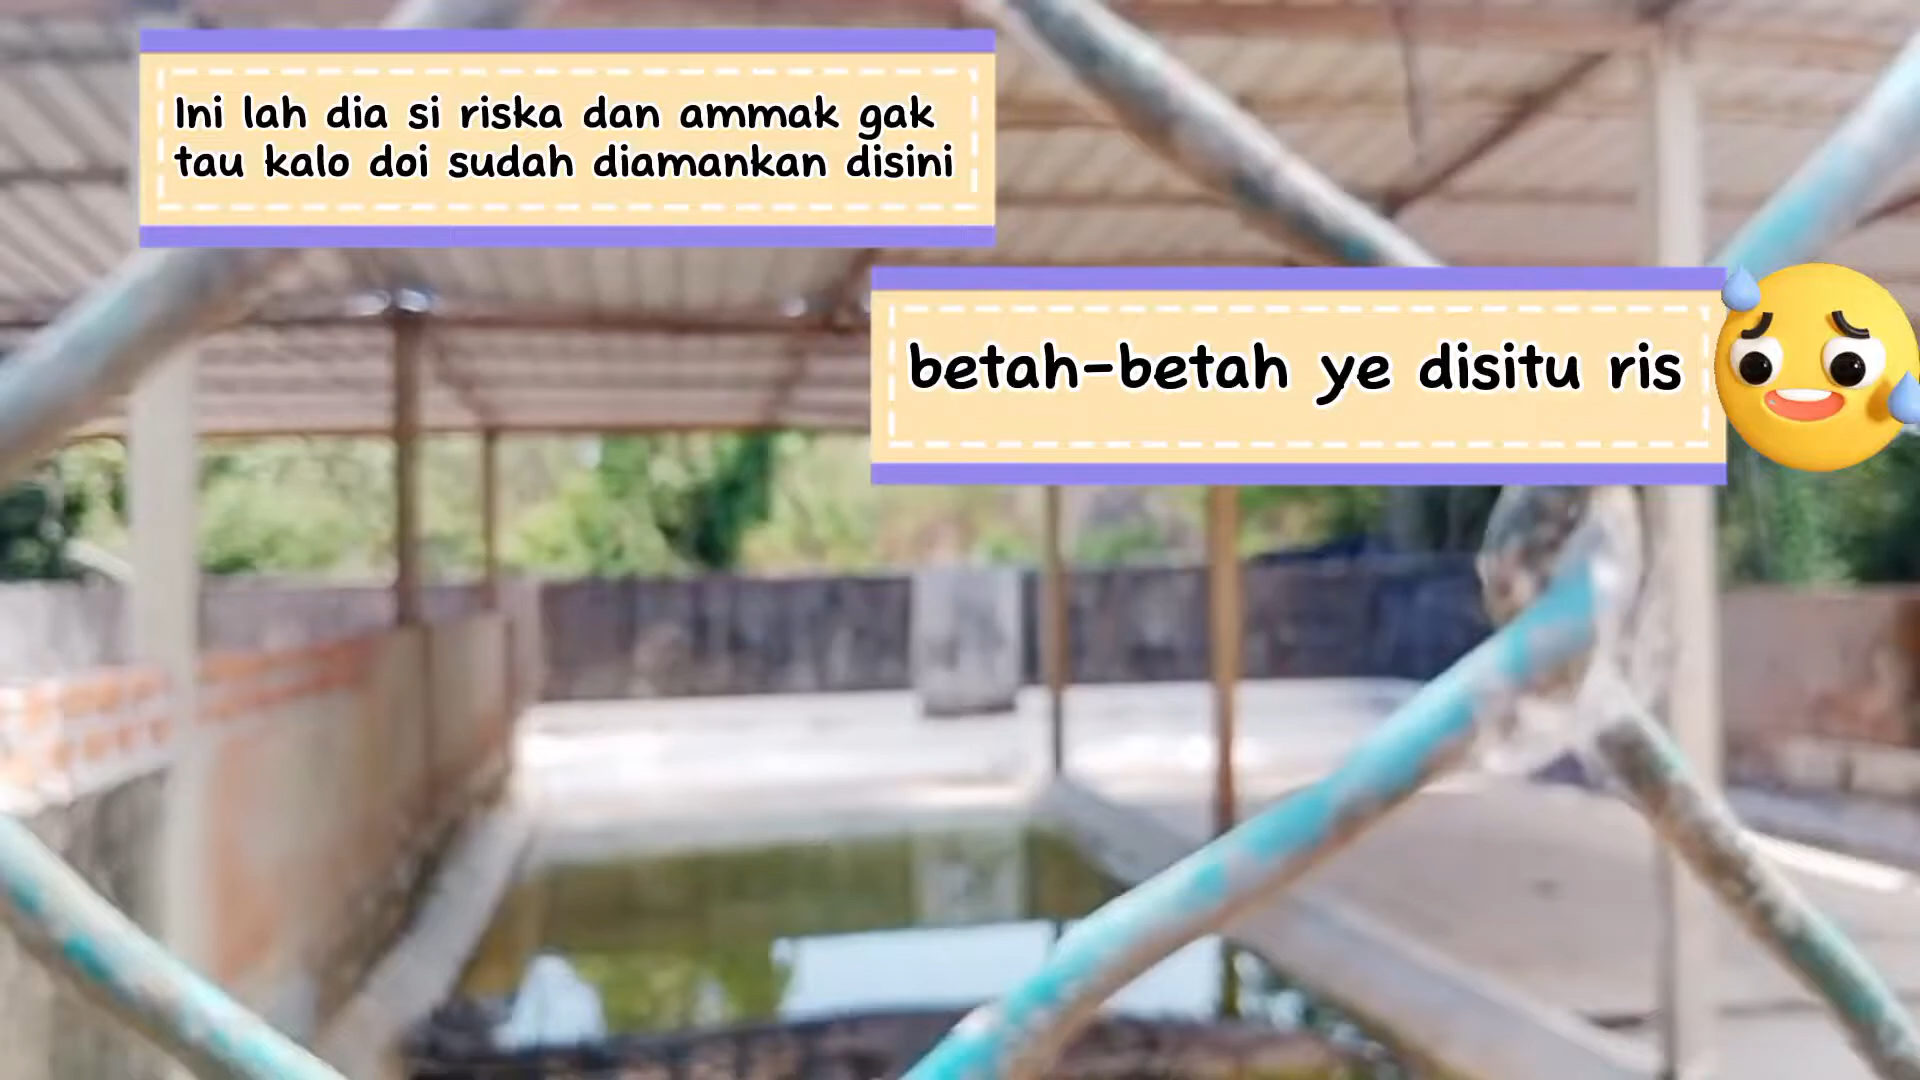 Ini lah dia si riska dan ammak gak
tau kalo doi sudah diamankan disini
betah-betah ye disitu ris